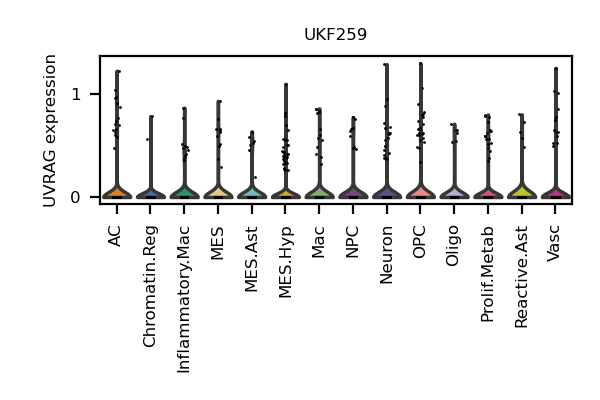 UKF259
UVRAG expression
1
0
AC
Chromatin.Reg
Inflammatory.Mac
MES
MES.Ast
MES.Hyp
Mac
NPC
Neuron
OPC
Oligo
Prolif.Metab
Reactive.Ast
Vasc